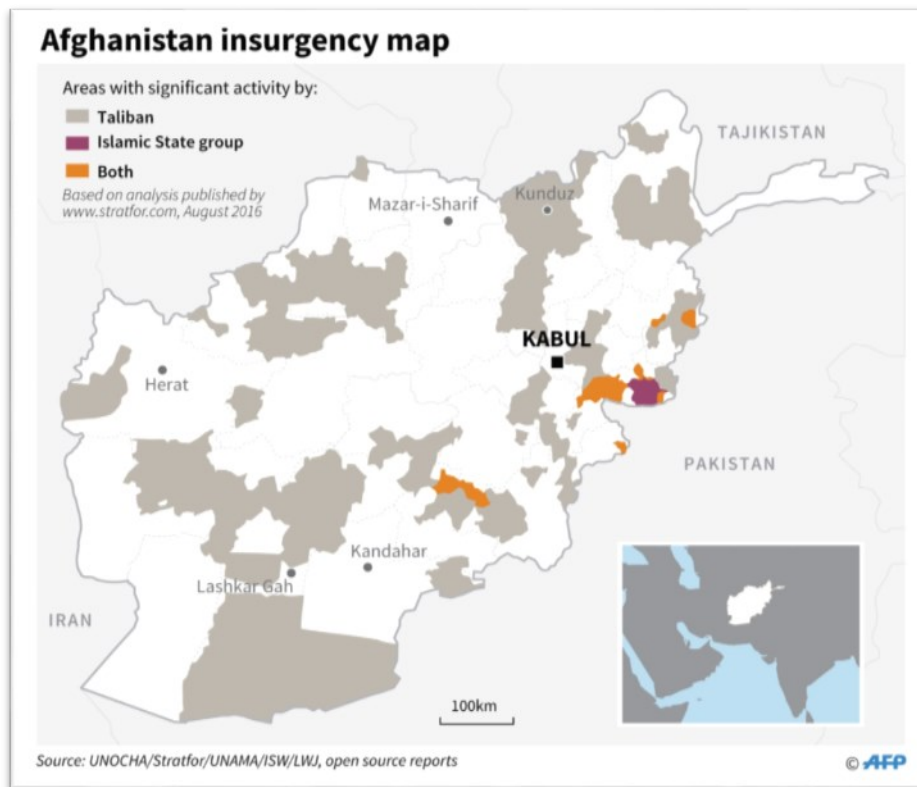 Afghanistan insurgency map
Areas with significant activity by:
Taliban
Islamic State group
Both
Based on analysis published by
www.stratfor.com, August 2016
TAJIKISTAN
Kunduz
Mazar-i-Sharif
KABUL
Herat
PAKISTAN
Kandahar
Lashkar Gah
IRAN
100km
Source: UNOCHA/Stratfor/UNAMA/ISW/LWJ, open source reports
© AFP